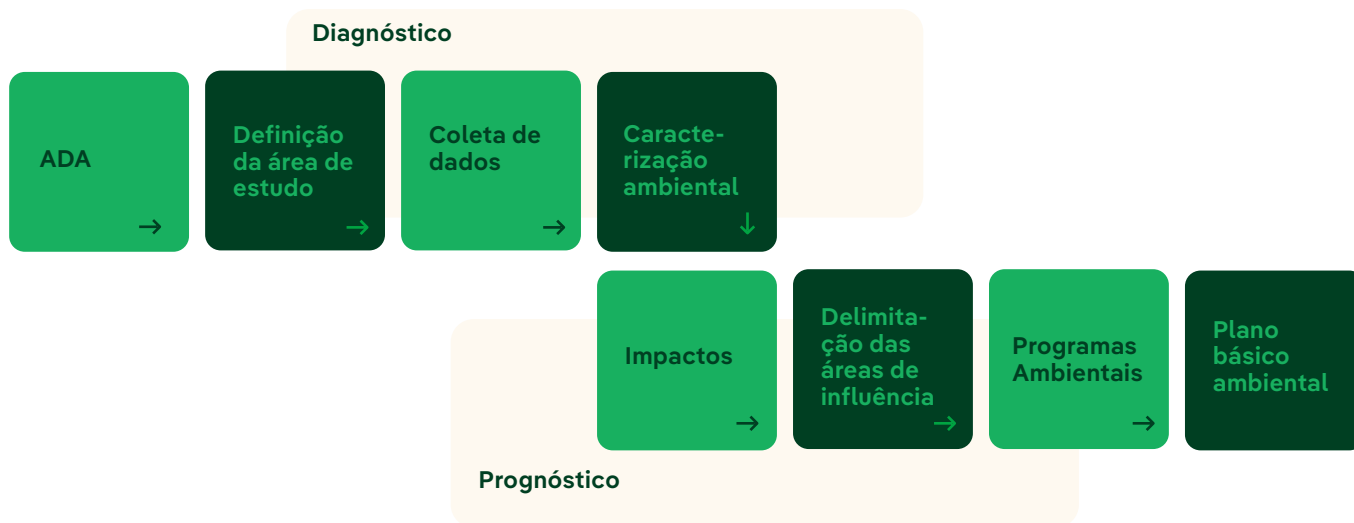 Diagnóstico
ADA
Definição
da área de
estudo
Coleta de
dados
Caracte-
rização
ambiental
Impactos
Delimita-
ção das
áreas de
influência
Programas
Ambientais
Plano
básico
ambiental
Prognóstico